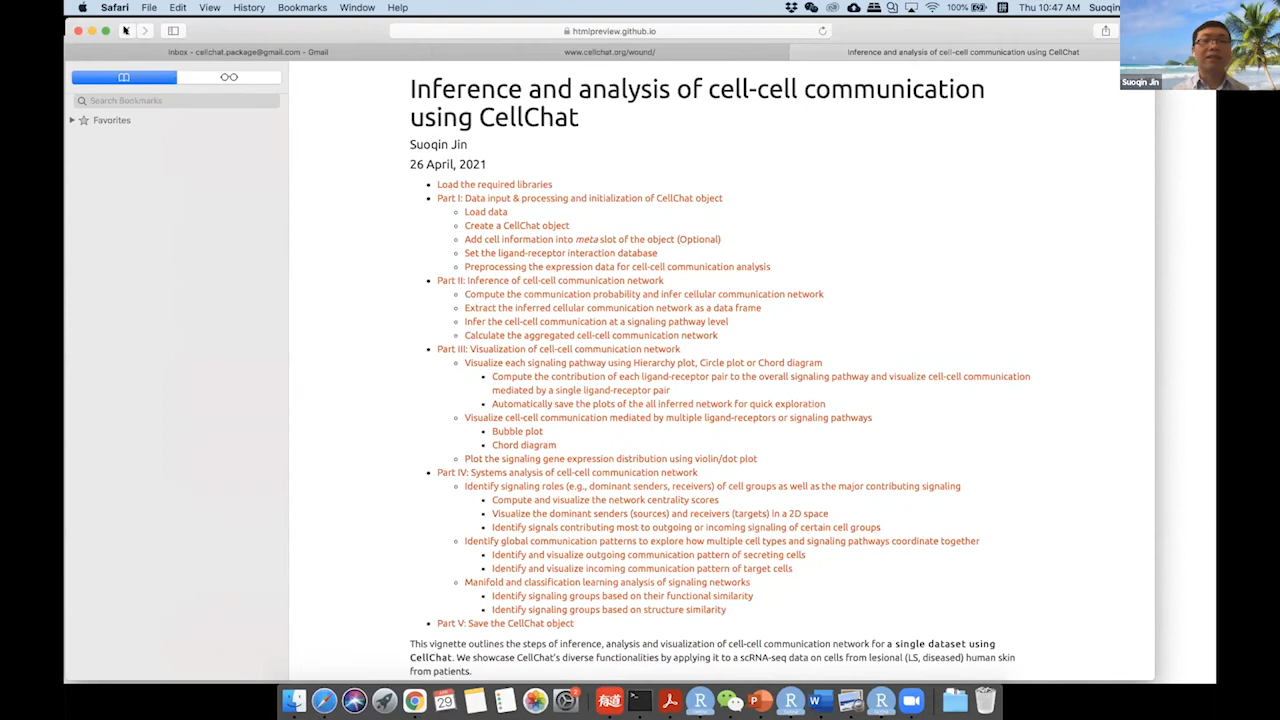 Safari File Edit View History Bookmarks Window Help 100% Thu 10:47 AM Suoqin
htmlpreview.github.io
Inbox - cellchat.package@gmail.com - Gmail
www.cellchat.org/wound/
Inference and analysis of cell-cell communication using CellChat
Suoqin Jin
Search Bookmarks
Favorites
Inference and analysis of cell-cell communication
using CellChat
Suoqin Jin
26 April, 2021
Load the required libraries
Part I: Data input & processing and initialization of CellChat object
Load data
Create a CellChat object
Add cell information into meta slot of the object (Optional)
Set the ligand-receptor interaction database
Preprocessing the expression data for cell-cell communication analysis
Part II: Inference of cell-cell communication network
Compute the communication probability and infer cellular communication network
Extract the inferred cellular communication network as a data frame
Infer the cell-cell communication at a signaling pathway level
Calculate the aggregated cell-cell communication network
Part III: Visualization of cell-cell communication network
Visualize each signaling pathway using Hierarchy plot, Circle plot or Chord diagram
Compute the contribution of each ligand-receptor pair to the overall signaling pathway and visualize cell-cell communication
mediated by a single ligand-receptor pair
Automatically save the plots of the all inferred network for quick exploration
Visualize cell-cell communication mediated by multiple ligand-receptors or signaling pathways
Bubble plot
Chord diagram
Plot the signaling gene expression distribution using violin/dot plot
Part IV: Systems analysis of cell-cell communication network
Identify signaling roles (e.g., dominant senders, receivers) of cell groups as well as the major contributing signaling
Compute and visualize the network centrality scores
Visualize the dominant senders (sources) and receivers (targets) in a 2D space
Identify signals contributing most to outgoing or incoming signaling of certain cell groups
Identify global communication patterns to explore how multiple cell types and signaling pathways coordinate together
Identify and visualize outgoing communication pattern of secreting cells
Identify and visualize incoming communication pattern of target cells
Manifold and classification learning analysis of signaling networks
Identify signaling groups based on their functional similarity
Identify signaling groups based on structure similarity
Part V: Save the CellChat object
This vignette outlines the steps of inference, analysis and visualization of cell-cell communication network for a single dataset using
CellChat. We showcase CellChat's diverse functionalities by applying it to a scRNA-seq data on cells from lesional (LS, diseased) human skin
from patients.
29
有道